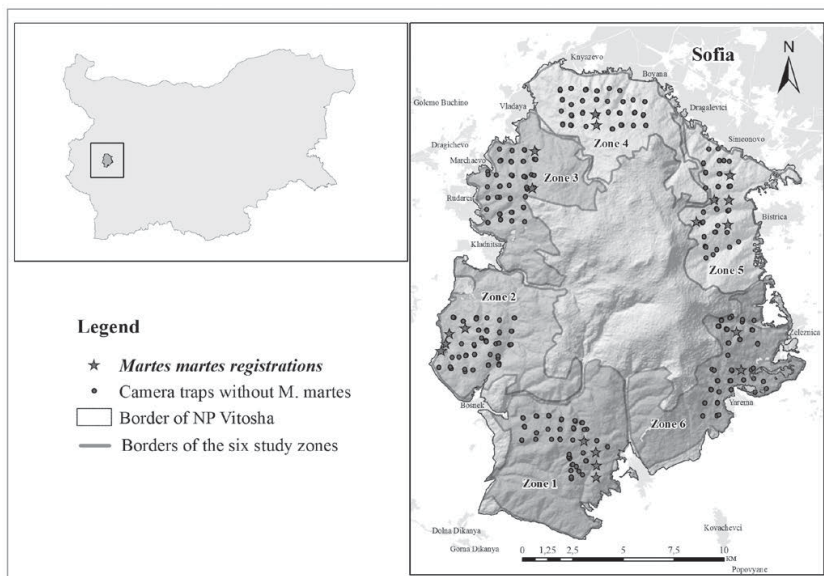 Legend
Martes martes registrations
Camera traps without M. martes
Border of NP Vitosha
Borders of the six study zones
Sofia
N
Knyazevo
Boyana
Golemo Buchino
Vladaya
Dragalevtci
Dragichevo
Simeonovo
Zone 4
Marchaevo
Zone 3
Rudarci
Bistrica
Kladnitsa
Zone 5
Zone 2
Zeleznica
Bosnek
Yarema
Zone 6
Zone 1
Dolna Dikanya
Kovachevci
Gorna Dikanya
0 1,25 2,5 5 7,5 10
KM
Popovyane